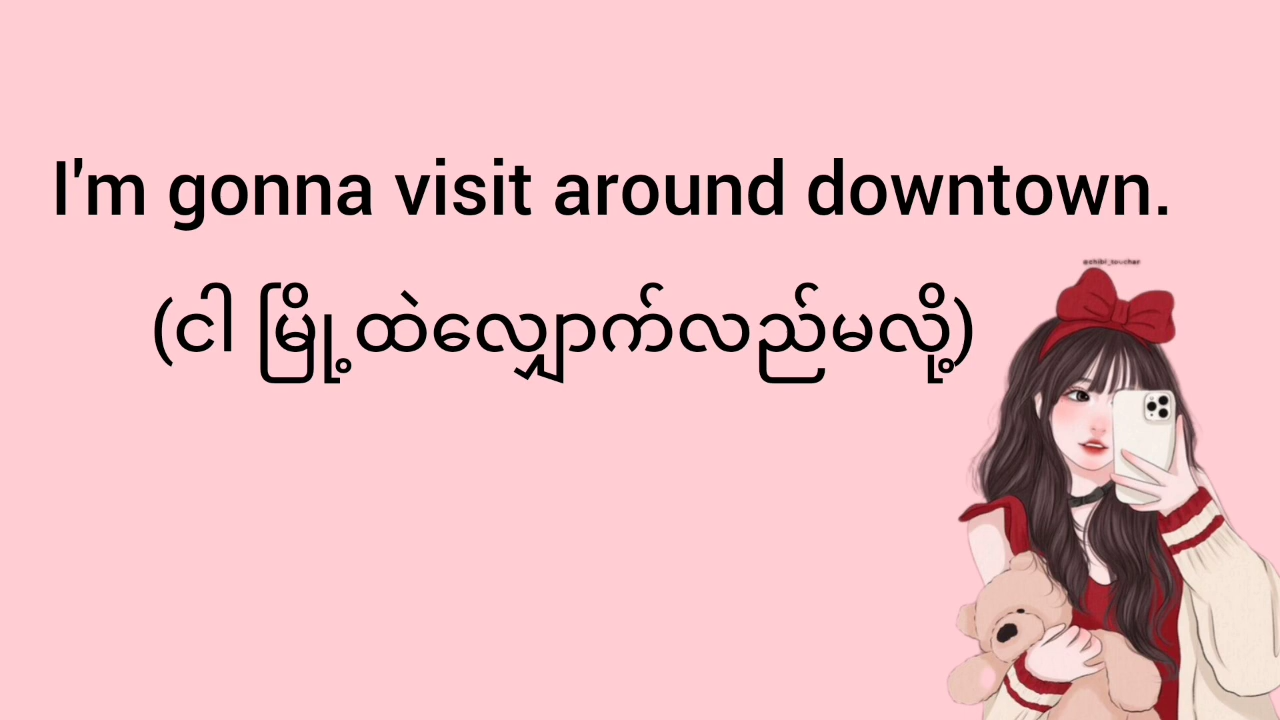 I'm gonna visit around downtown.
(ငါ မြို့ထဲလျှောက်လည်မလို့)